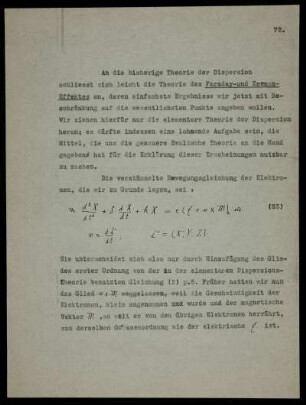 72.
An die bisherige Theorie der Dispersion
schliesst sich leicht die Theorie des Faraday-und Zeeman-
Effektes an, deren einfachste Ergebnisse wir jetzt mit Be-
schränkung auf die wesentlichsten Punkte angeben wollen.
Wir ziehen hierfür nur die elementare Theorie der Dispersion
heran; es dürfte indessen eine lohnende Aufgabe sein, die
Mittel, die uns die genauere Ewaldsche Theorie an die Hand
gegeben hat für die Erklärung dieser Erscheinungen nutzbar
zu machen.
Die vereinfachte Bewegungsgleichung der Elektro-
nen, die wir zu Grunde legen, sei :
(55)
Sie unterscheidet sich also nur durch Hinzufügung des Glie-
des erster Ordnung von der in der elementaren Dispersions-
Theorie benutzten Gleichung (2) p.5. Früher hatten wir nun
das Glied weggelassen, weil die Geschwindigkeit der
Elektronen, klein angenommen und wurde und der magnetische
Vektor , so weit er von den übrigen Elektronen herrührt,
von derselben Grössenordnung wie der elektrische ist.